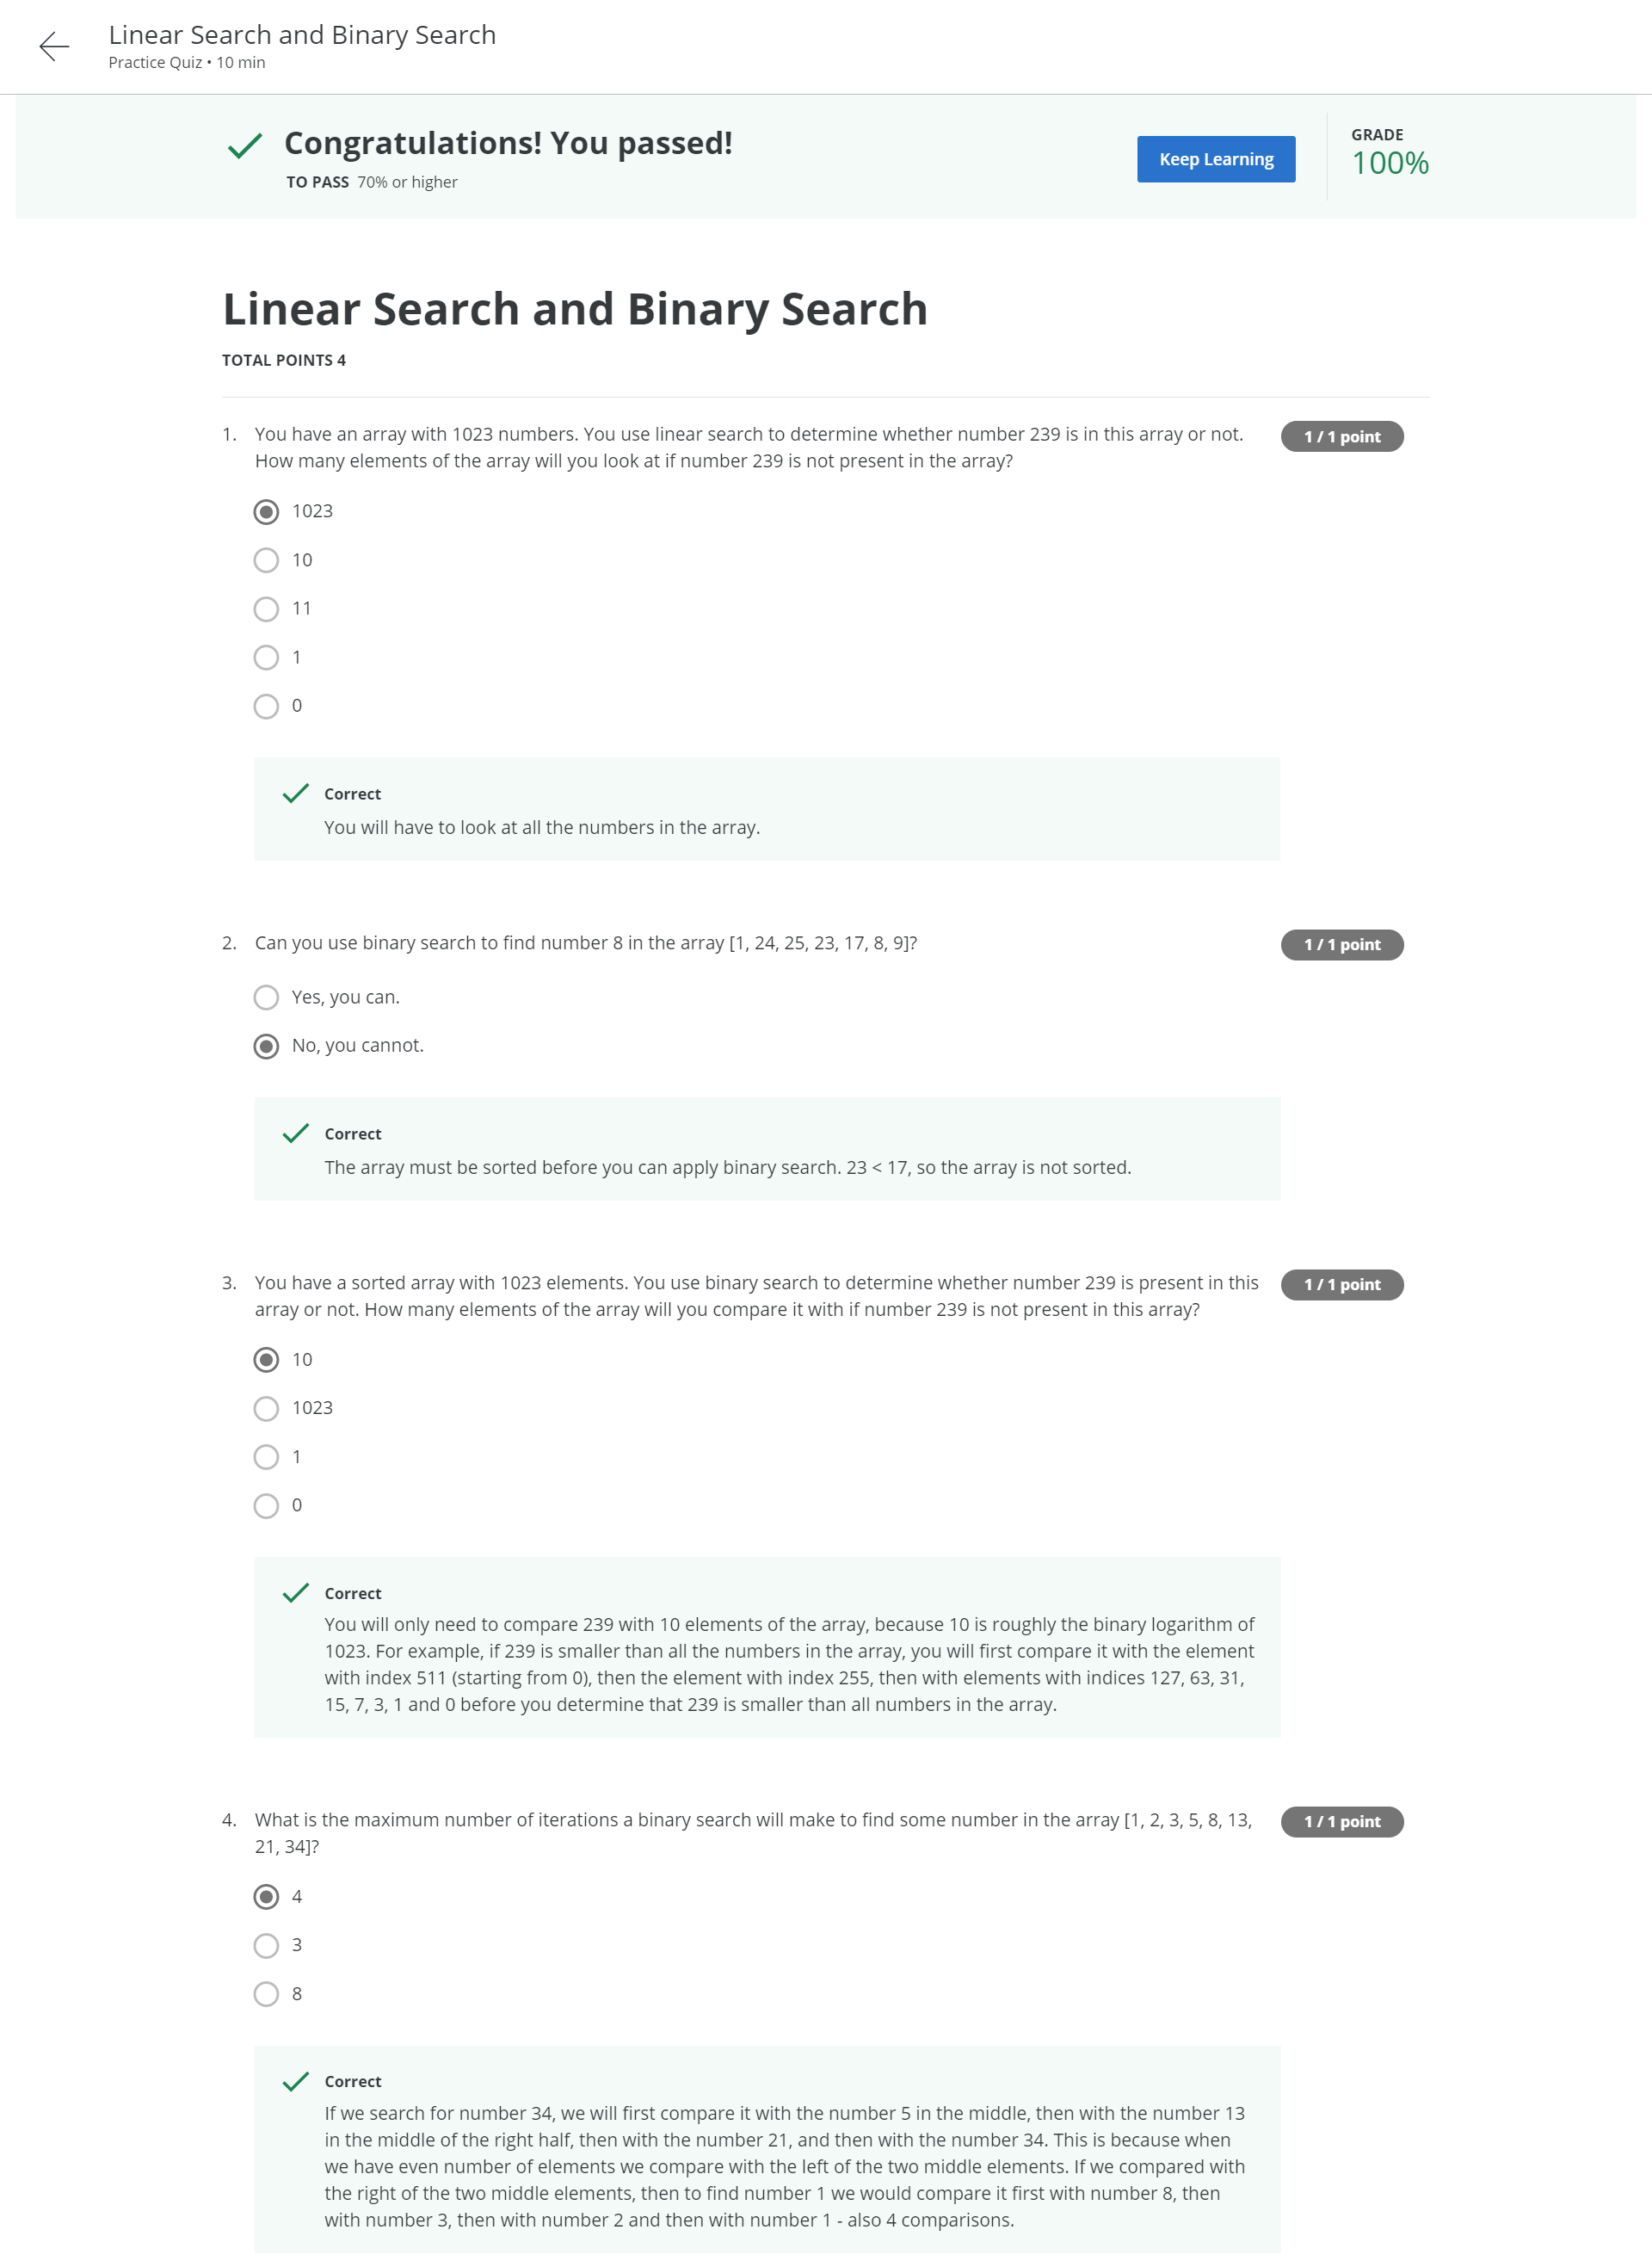 Linear Search and Binary Search
Practice Quiz • 10 min
Congratulations! You passed!
TO PASS 70% or higher
Keep Learning
GRADE
100%
Linear Search and Binary Search
TOTAL POINTS 4
1. You have an array with 1023 numbers. You use linear search to determine whether number 239 is in this array or not.
How many elements of the array will you look at if number 239 is not present in the array?
1 / 1 point
1023
10
11
1
0
Correct
You will have to look at all the numbers in the array.
2. Can you use binary search to find number 8 in the array [1, 24, 25, 23, 17, 8, 9]?
1 / 1 point
Yes, you can.
No, you cannot.
Correct
The array must be sorted before you can apply binary search. 23 < 17, so the array is not sorted.
3. You have a sorted array with 1023 elements. You use binary search to determine whether number 239 is present in this
array or not. How many elements of the array will you compare it with if number 239 is not present in this array?
1 / 1 point
10
1023
1
0
Correct
You will only need to compare 239 with 10 elements of the array, because 10 is roughly the binary logarithm of
1023. For example, if 239 is smaller than all the numbers in the array, you will first compare it with the element
with index 511 (starting from 0), then the element with index 255, then with elements with indices 127, 63, 31,
15, 7, 3, 1 and 0 before you determine that 239 is smaller than all numbers in the array.
4. What is the maximum number of iterations a binary search will make to find some number in the array [1, 2, 3, 5, 8, 13,
21, 34]?
1 / 1 point
4
3
8
Correct
If we search for number 34, we will first compare it with the number 5 in the middle, then with the number 13
in the middle of the right half, then with the number 21, and then with the number 34. This is because when
we have even number of elements we compare with the left of the two middle elements. If we compared with
the right of the two middle elements, then to find number 1 we would compare it first with number 8, then
with number 3, then with number 2 and then with number 1 - also 4 comparisons.